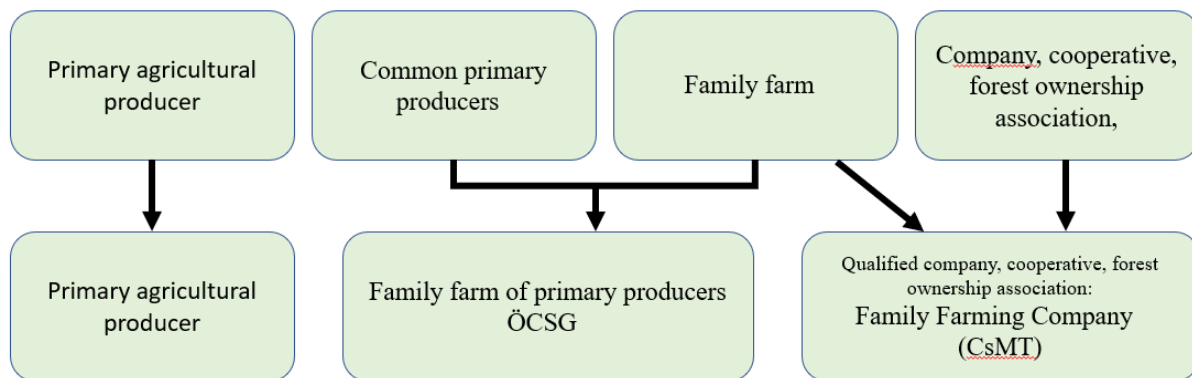 Primary agricultural
producer
Common primary
producers
Family farm
Company, cooperative,
forest ownership
association,
Primary agricultural
producer
Family farm of primary producers
ÖCSG
Qualified company, cooperative, forest
ownership association:
Family Farming Company
(CsMT)